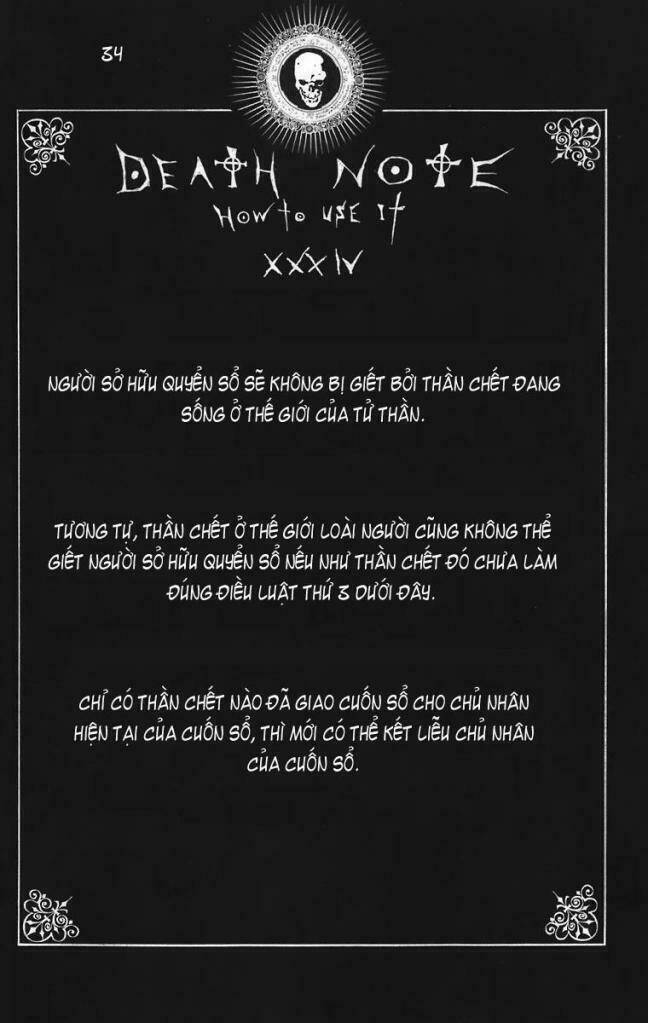 34
DEATH NOTE
HOW TO USE IT
XXXIV
NGƯỜI SỞ HỮU QUYỂN SỔ SẼ KHÔNG BỊ GIẾT BỞI THẦN CHẾT ĐANG
SỐNG Ở THẾ GIỚI CỦA TỬ THẦN.
TƯƠNG TỰ, THẦN CHẾT Ở THẾ GIỚI LOÀI NGƯỜI CŨNG KHÔNG THỂ
GIẾT NGƯỜI SỞ HỮU QUYỂN SỔ NẾU NHƯ THẦN CHẾT ĐÓ CHƯA LÀM
ĐÚNG ĐIỀU LUẬT THỨ 3 DƯỚI ĐÂY.
CHỈ CÓ THẦN CHẾT NÀO ĐÃ GIAO CUỐN SỔ CHO CHỦ NHÂN
HIỆN TẠI CỦA CUỐN SỔ, THÌ MỚI CÓ THỂ KẾT LIỄU CHỦ NHÂN
CỦA CUỐN SỔ.